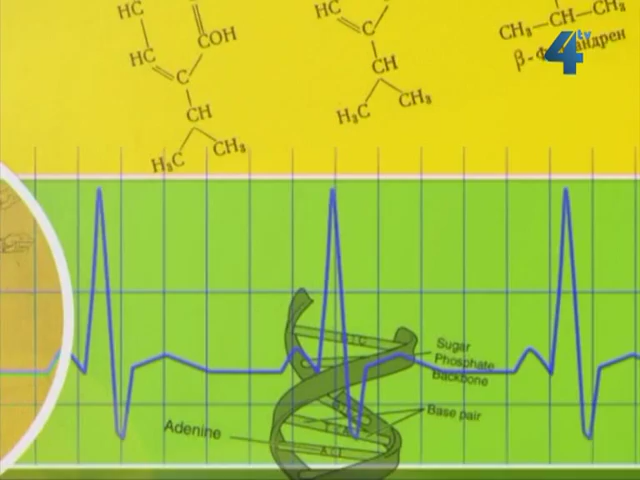 HC
COH
HC
C
CH
H₃C
CH₃
HC
C
CH
H₃C
CH₃
CH₃—CH—CH₃
4tv
Sugar
Phosphate
Backbone
Base pair
Adenine